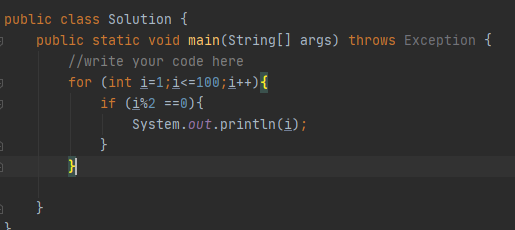 public class Solution {
    public static void main(String[] args) throws Exception {
        //write your code here
        for (int i=1;i<=100;i++){
            if (i%2 ==0){
                System.out.println(i);
            }
        }

    }
}